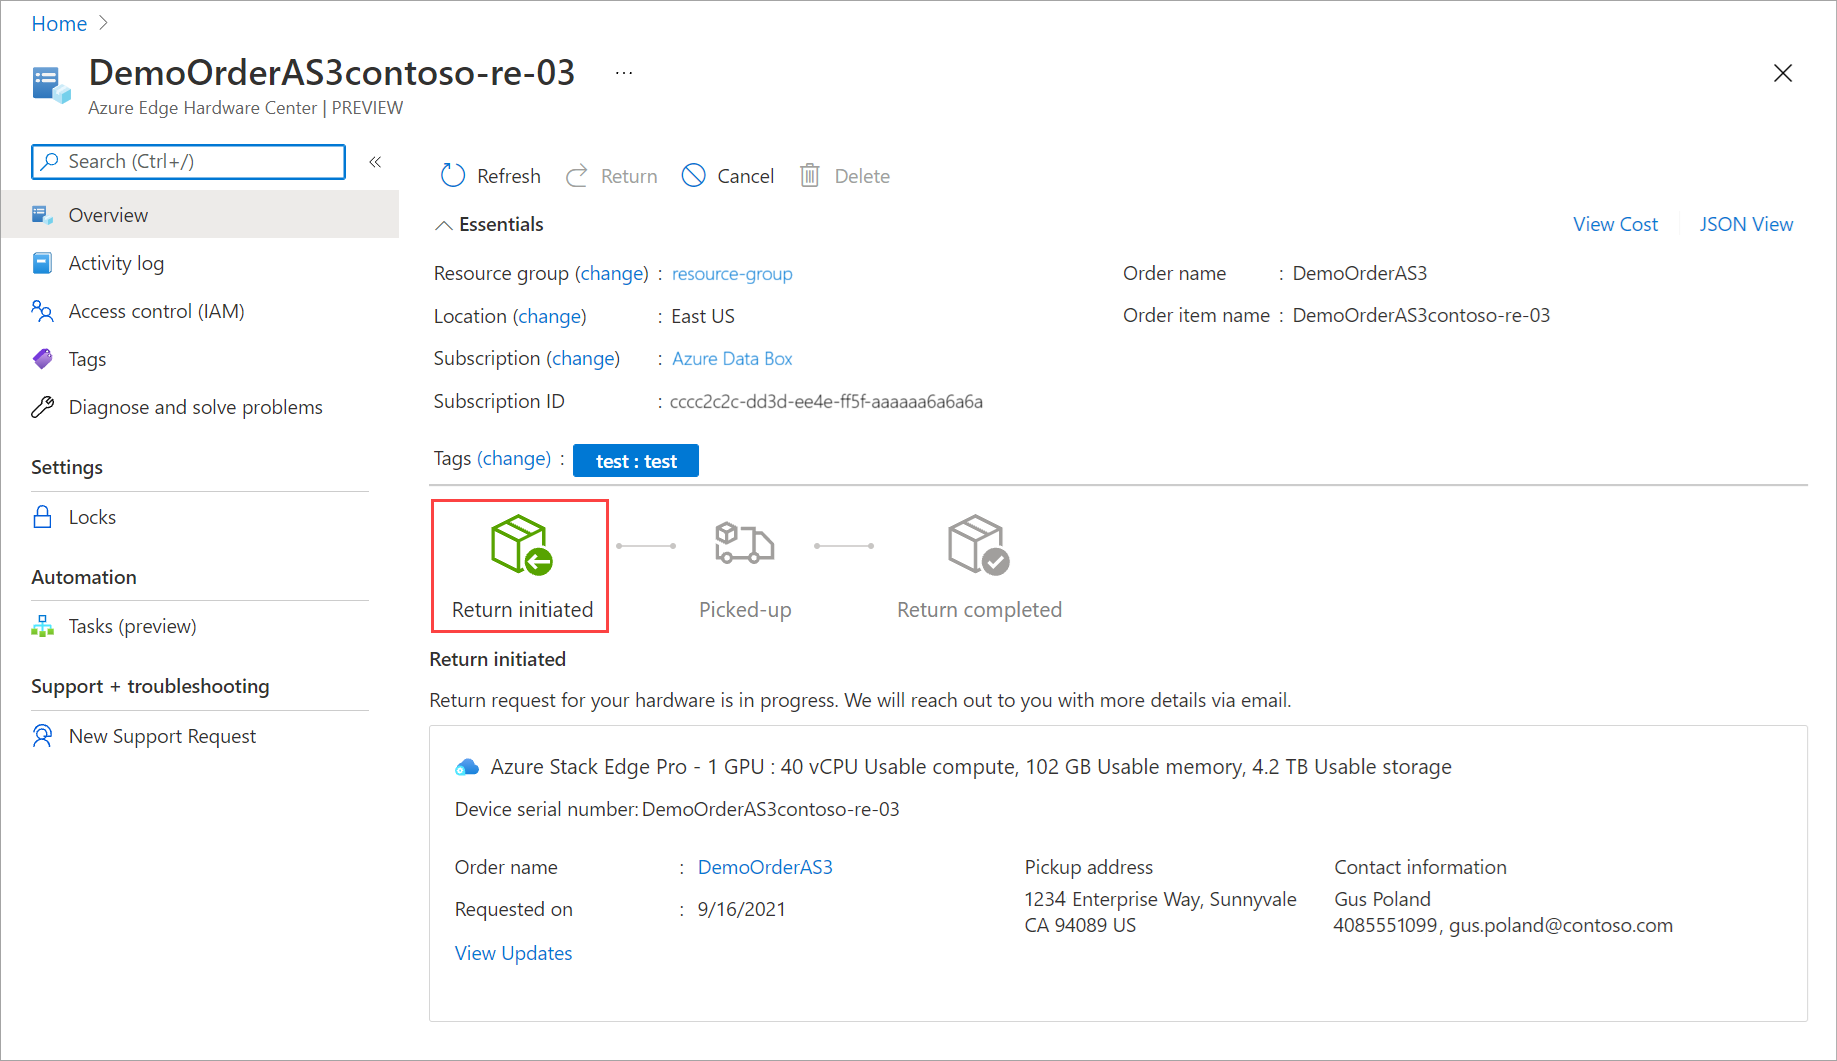 Home
DemoOrderAS3contoso-re-03 ...
Azure Edge Hardware Center | PREVIEW
Search (Ctrl+/)
Overview
Activity log
Access control (IAM)
Tags
Diagnose and solve problems
Settings
Locks
Automation
Tasks (preview)
Support + troubleshooting
New Support Request
Refresh Return Cancel Delete
Essentials
View Cost JSON View
Resource group (change) : resource-group
Location (change) : East US
Subscription (change) : Azure Data Box
Subscription ID : cccc2c2c-dd3d-ee4e-ff5f-aaaaaa6a6a6a
Order name : DemoOrderAS3
Order item name : DemoOrderAS3contoso-re-03
Tags (change) : test : test
Return initiated Picked-up Return completed
Return initiated
Return request for your hardware is in progress. We will reach out to you with more details via email.
Azure Stack Edge Pro - 1 GPU : 40 vCPU Usable compute, 102 GB Usable memory, 4.2 TB Usable storage
Device serial number: DemoOrderAS3contoso-re-03
Order name : DemoOrderAS3
Requested on : 9/16/2021
View Updates
Pickup address
1234 Enterprise Way, Sunnyvale
CA 94089 US
Contact information
Gus Poland
4085551099, gus.poland@contoso.com